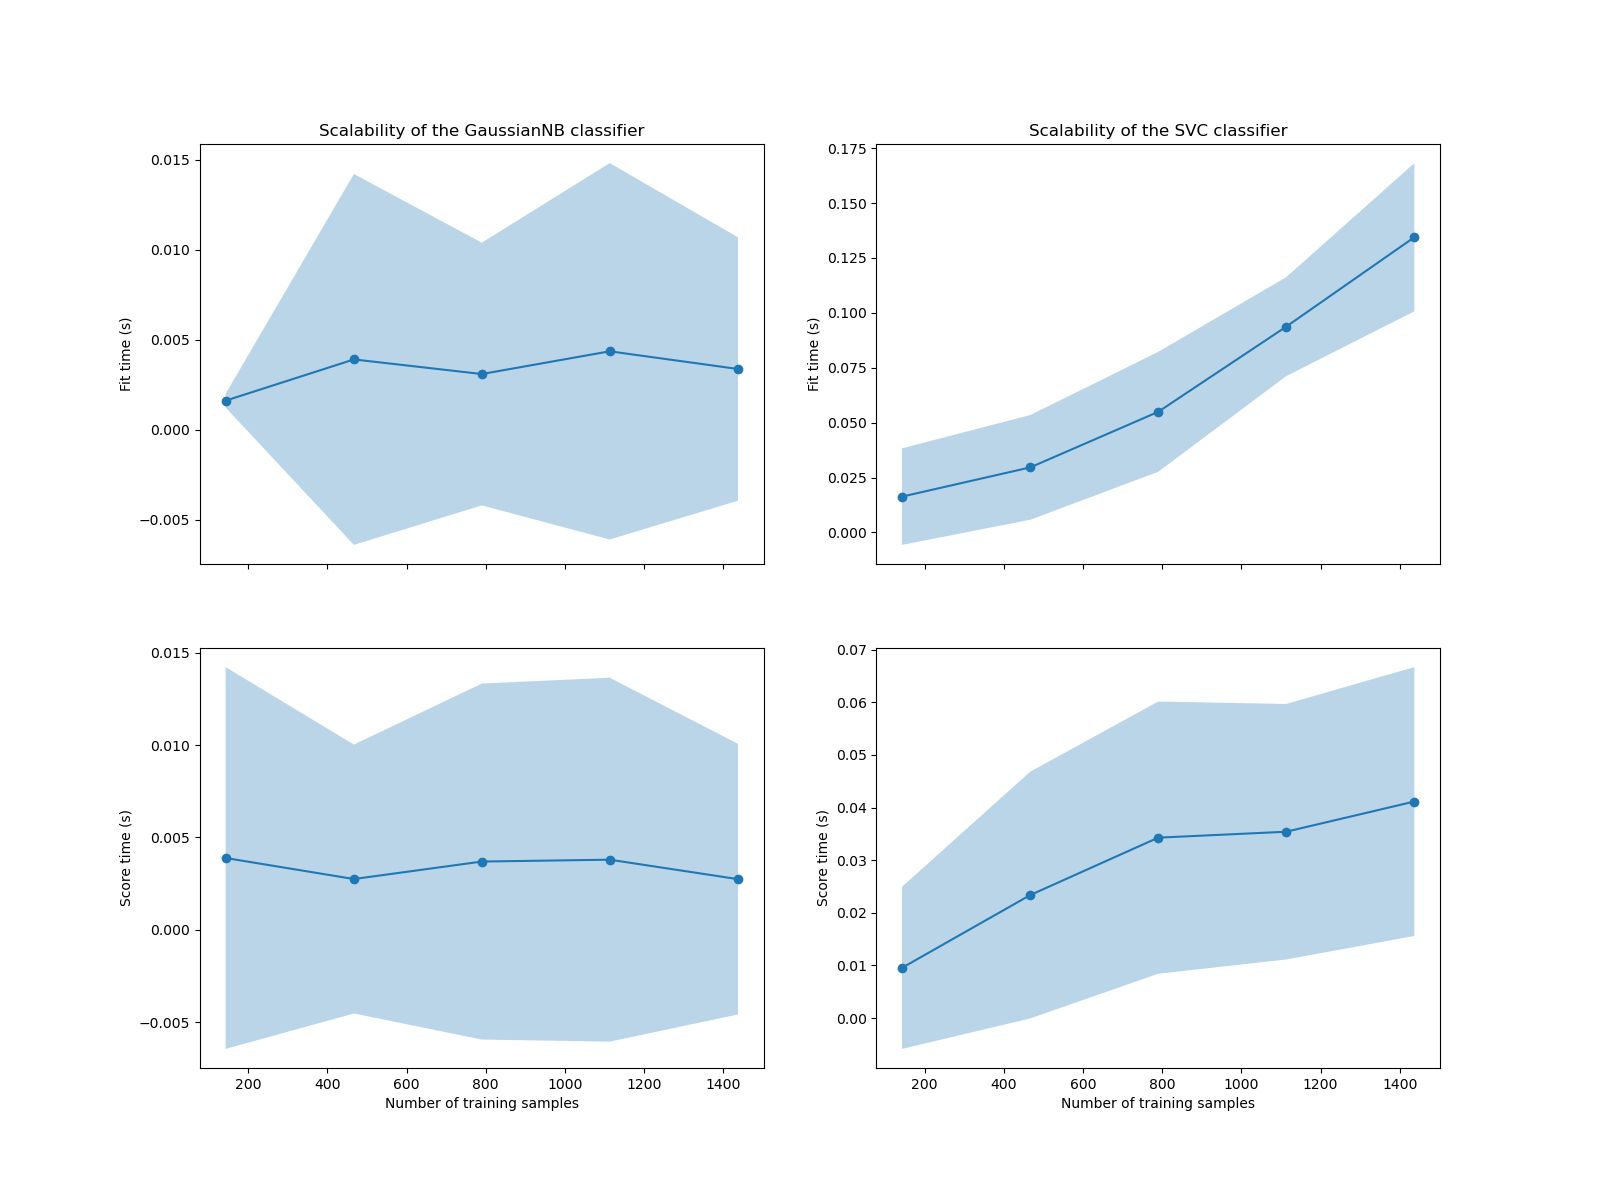 Scalability of the GaussianNB classifier
0.015
0.010
0.005
0.000
−0.005
Fit time (s)
Scalability of the SVC classifier
0.175
0.150
0.125
0.100
0.075
0.050
0.025
0.000
Fit time (s)
0.015
0.010
0.005
0.000
−0.005
Score time (s)
200 400 600 800 1000 1200 1400
Number of training samples
0.07
0.06
0.05
0.04
0.03
0.02
0.01
0.00
Score time (s)
200 400 600 800 1000 1200 1400
Number of training samples